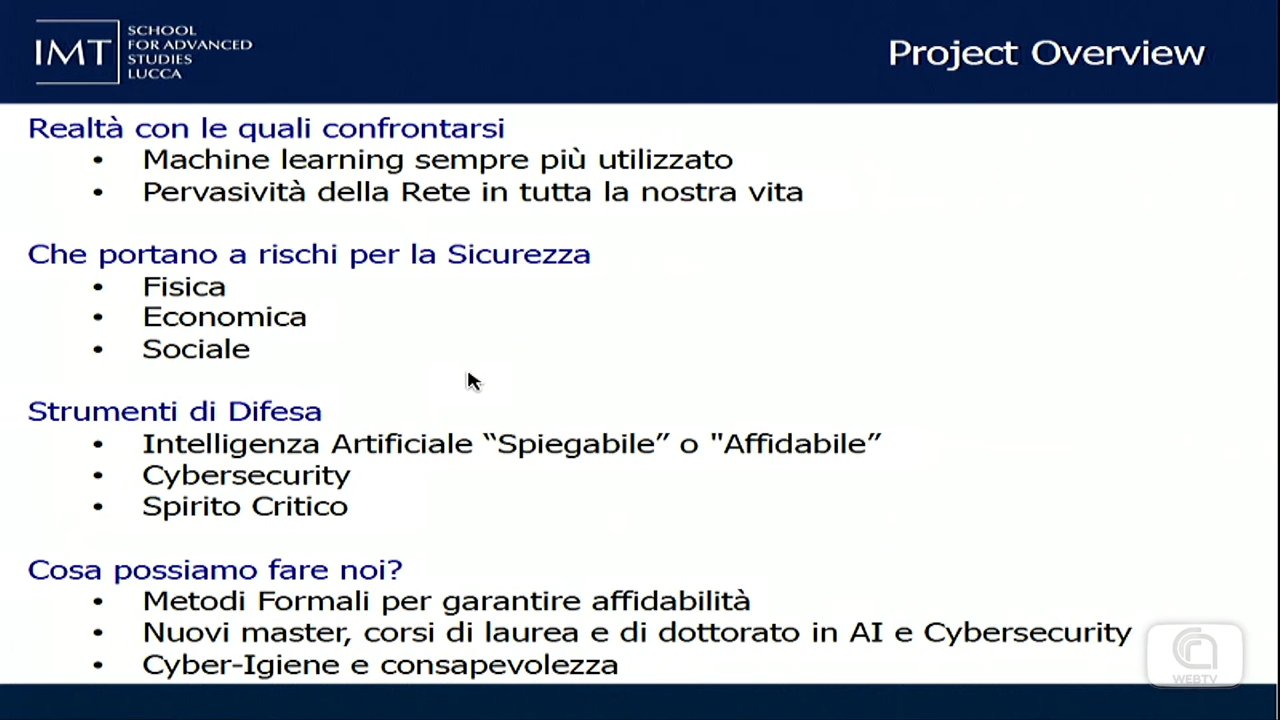 IMT
SCHOOL
FOR ADVANCED
STUDIES
LUCCA
Project Overview
Realtà con le quali confrontarsi
• Machine learning sempre più utilizzato
• Pervasività della Rete in tutta la nostra vita
Che portano a rischi per la Sicurezza
• Fisica
• Economica
• Sociale
Strumenti di Difesa
• Intelligenza Artificiale “Spiegabile” o "Affidabile”
• Cybersecurity
• Spirito Critico
Cosa possiamo fare noi?
• Metodi Formali per garantire affidabilità
• Nuovi master, corsi di laurea e di dottorato in AI e Cybersecurity
• Cyber-Igiene e consapevolezza
WEBTV